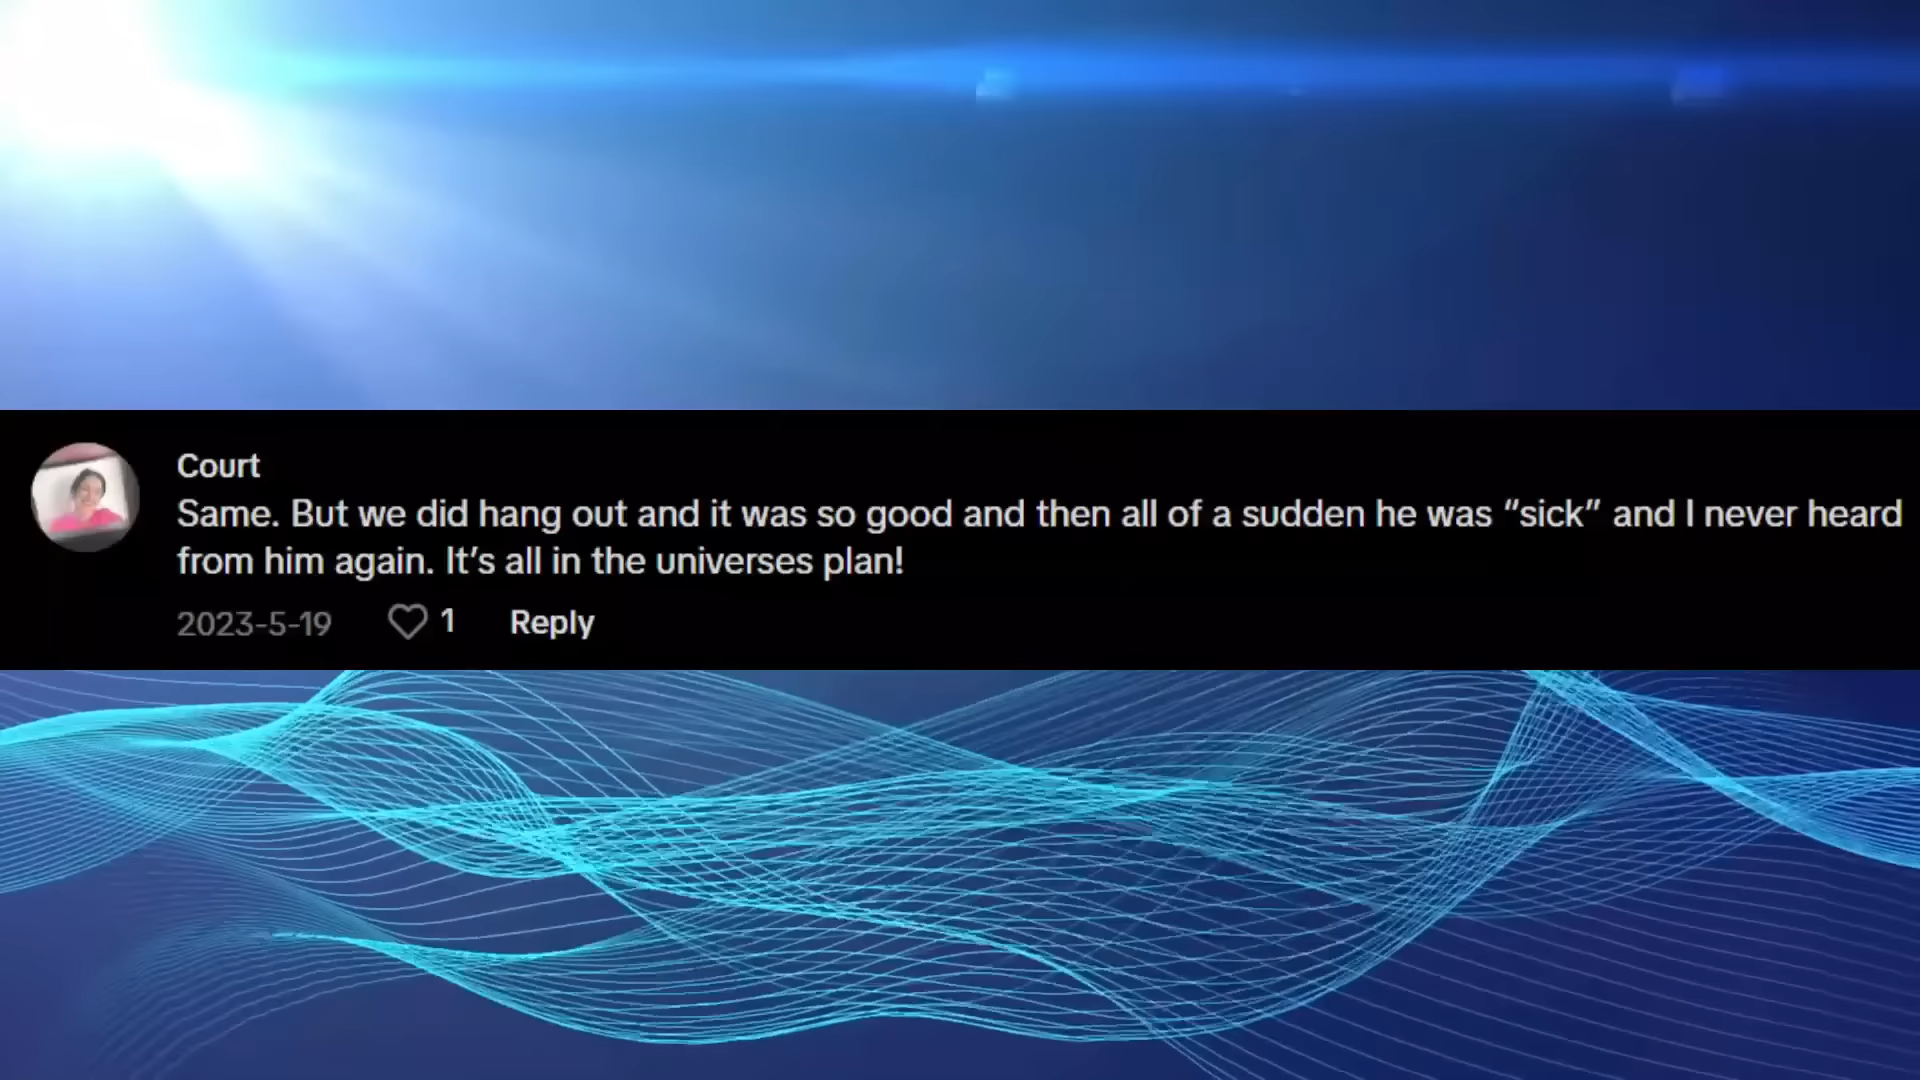 Court
Same. But we did hang out and it was so good and then all of a sudden he was “sick” and I never heard
from him again. It’s all in the universes plan!
2023-5-19 1 Reply